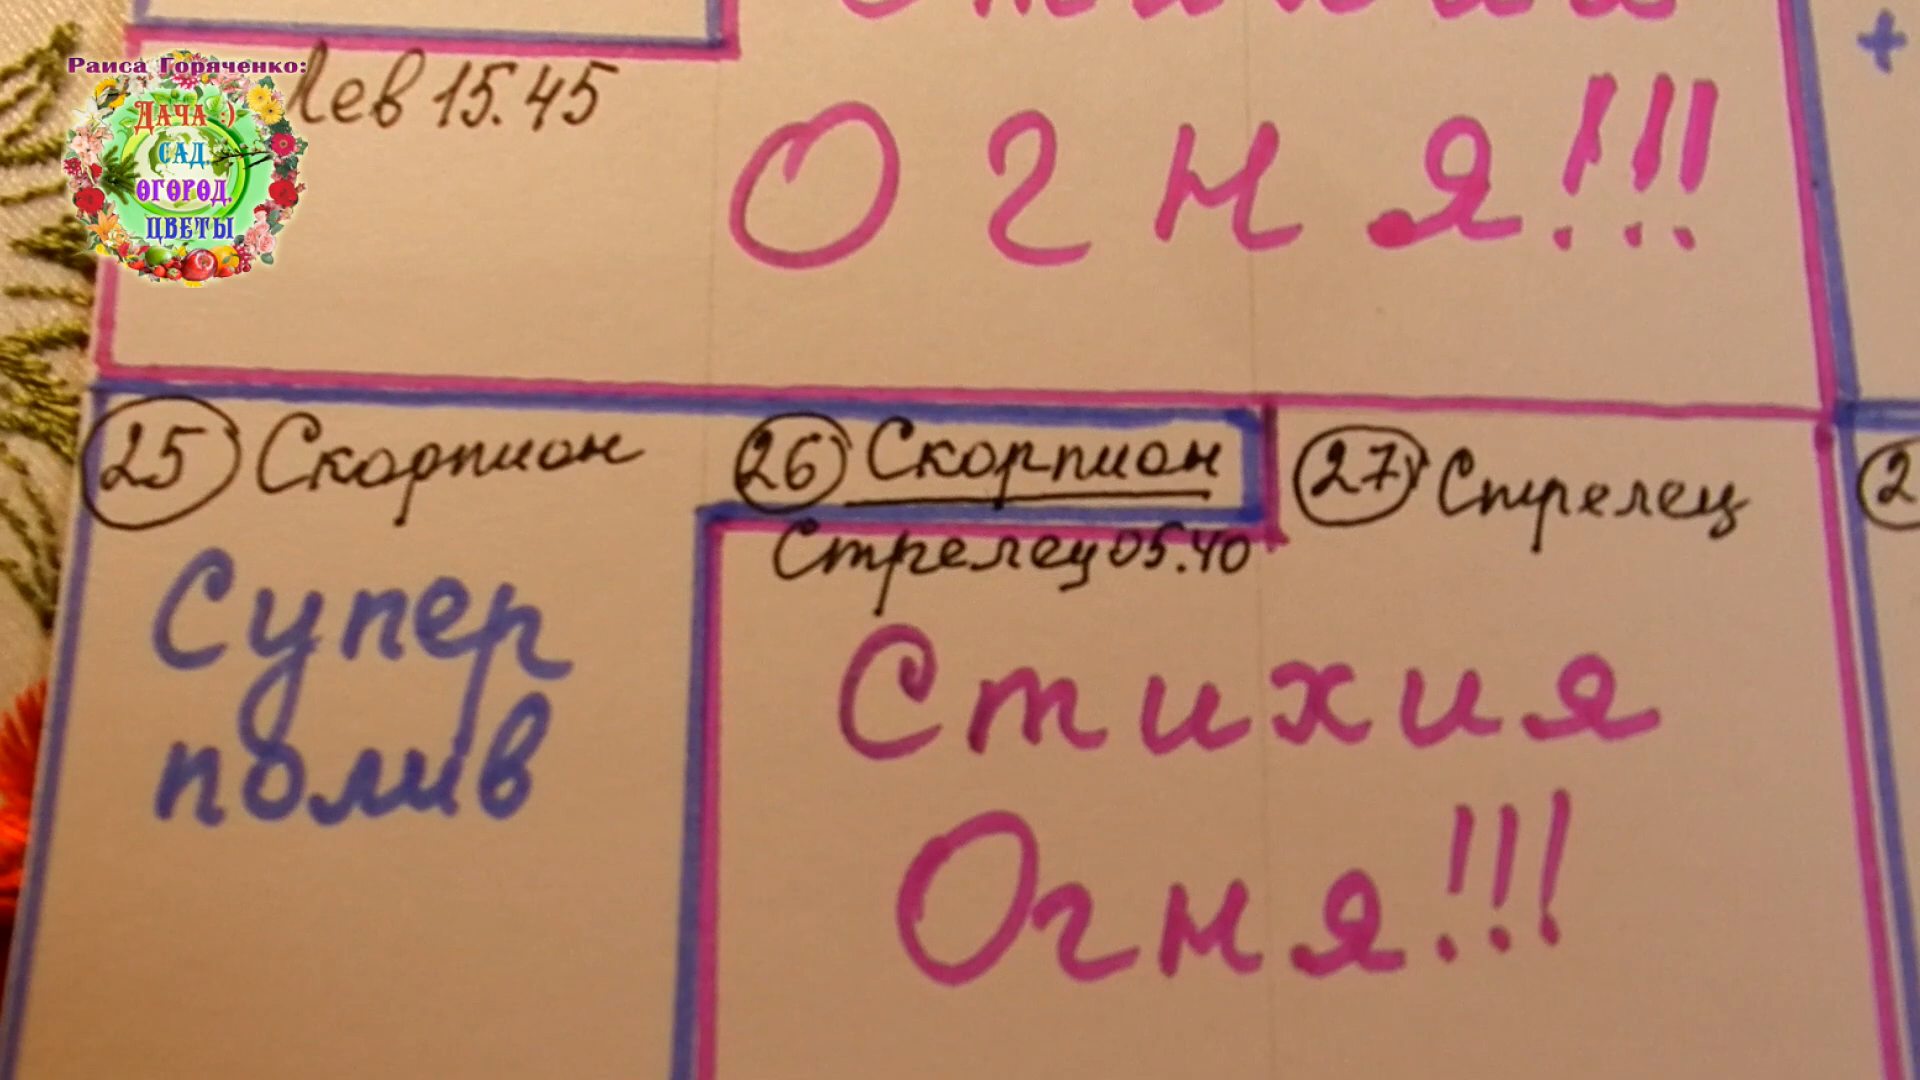 Раиса Горяченко:
Дача :)
САД,
ОГОРОД,
ЦВЕТЫ
Лев 15.45
Огня!!!
+
25 Скорпион
26 Скорпион
Стрелец 05.40
27 Стрелец
2
Супер
полив
Стихия
Огня!!!